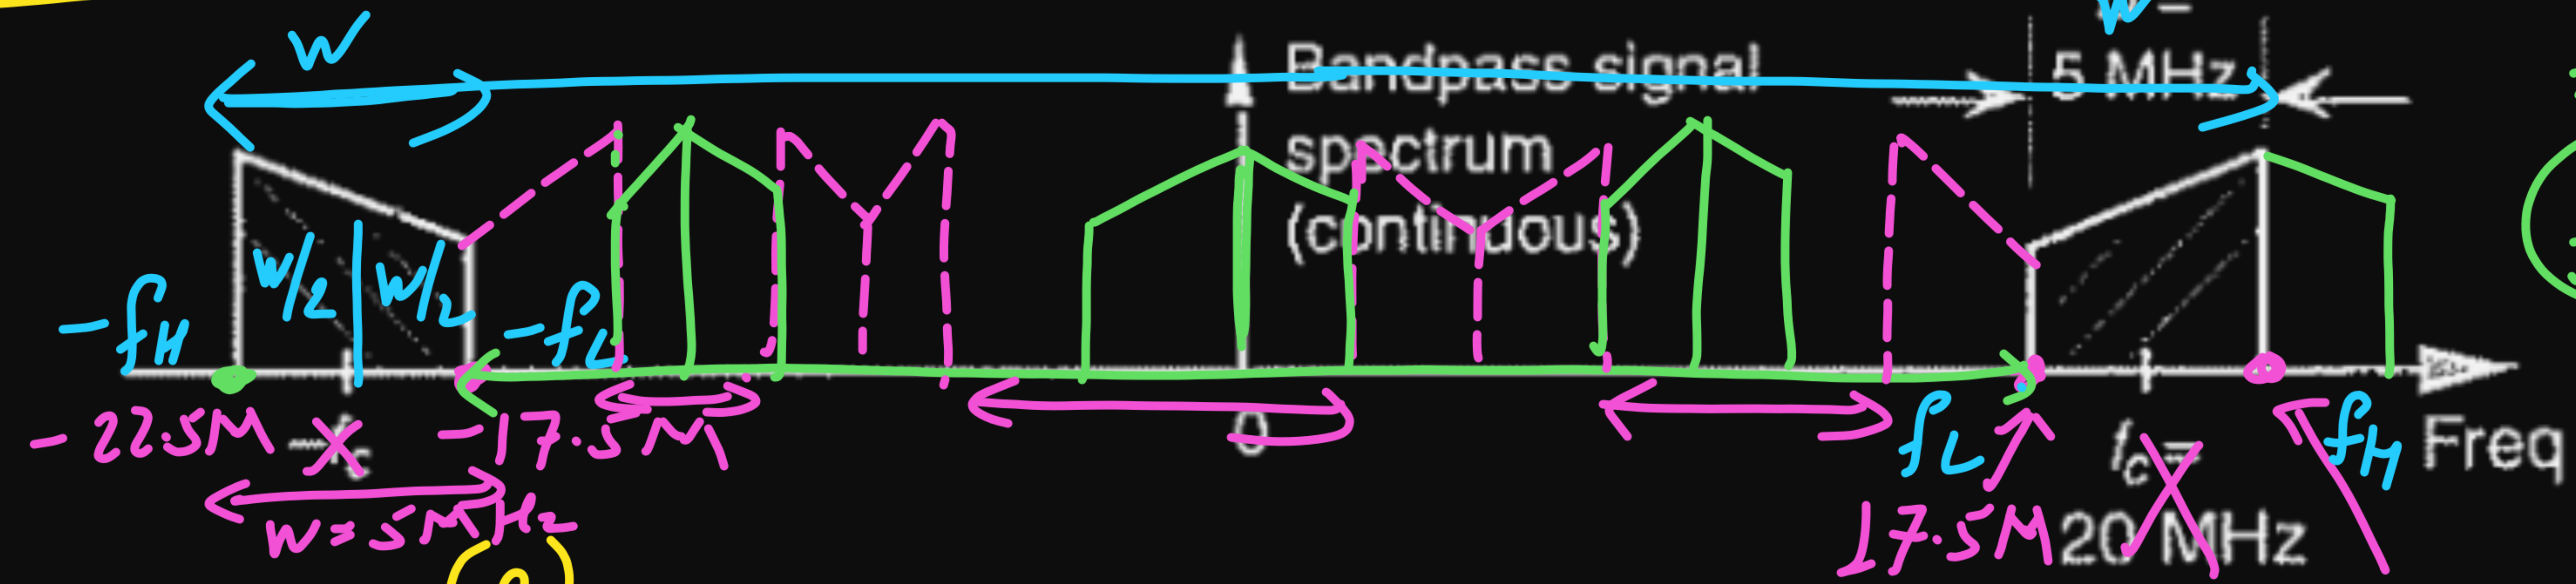 W
Bandpass signal
spectrum
(continuous)
W =
5 MHz
-fH
W/2
W/2
-fL
-22.5M
-fc
-17.5M
W=5MHz
0
fL
17.5M
fc =
20 MHz
fH
Freq